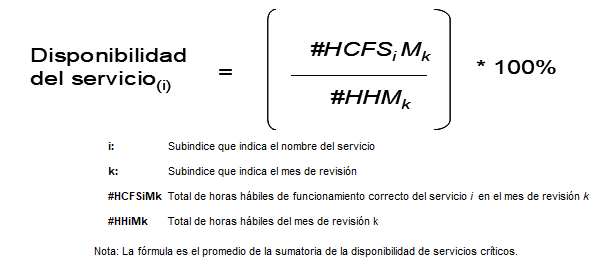 Disponibilidad
del servicio(i) = #HCFSi Mk / #HHMk * 100%
i: Subindice que indica el nombre del servicio
k: Subindice que indica el mes de revisión
#HCFSiMk Total de horas hábiles de funcionamiento correcto del servicio i en el mes de revisión k
#HHiMk Total de horas hábiles del mes de revisión k
Nota: La fórmula es el promedio de la sumatoria de la disponibilidad de servicios críticos.